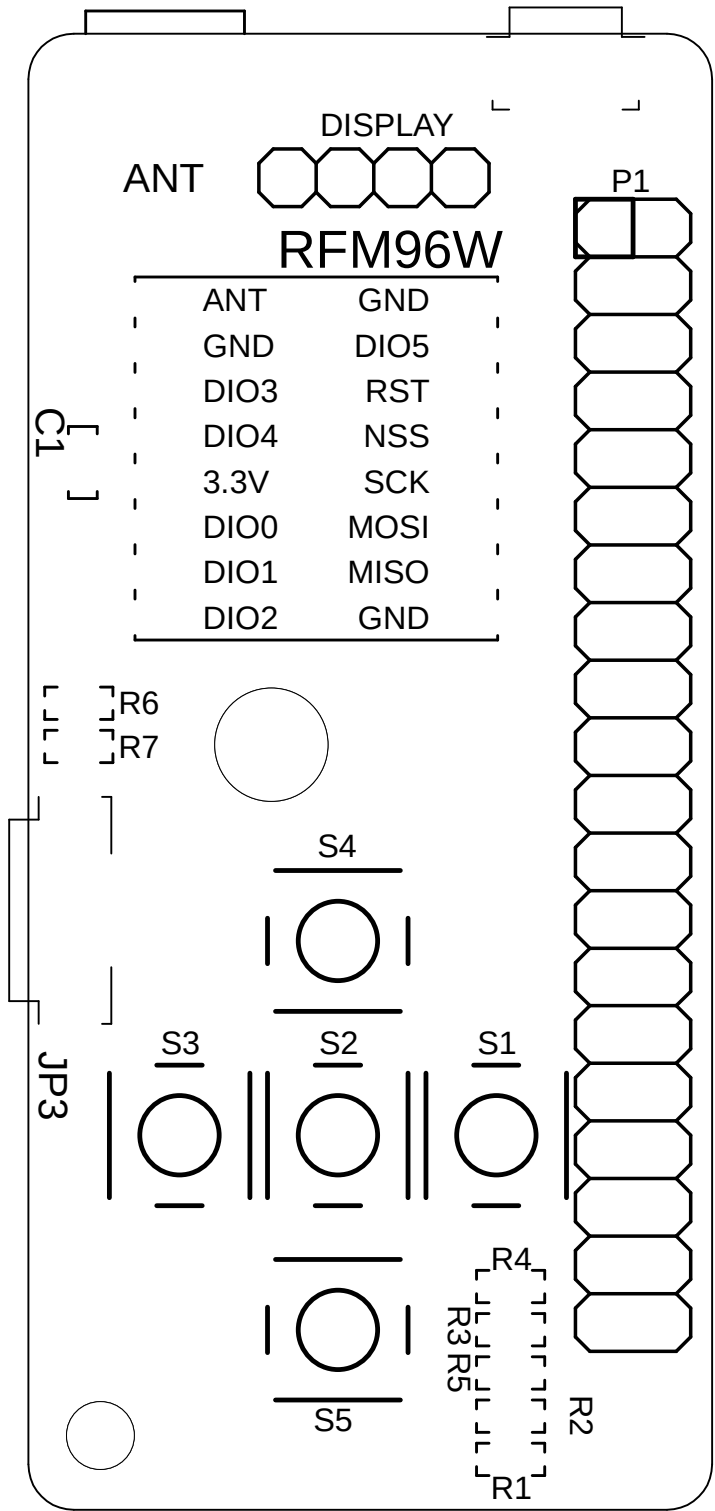 DISPLAY
ANT
P1
RFM96W
ANT GND
GND DIO5
DIO3 RST
DIO4 NSS
3.3V SCK
DIO0 MOSI
DIO1 MISO
DIO2 GND
C1
R6
R7
S4
S3 S2 S1
JP3
R4
R3 R5
R2
S5
R1